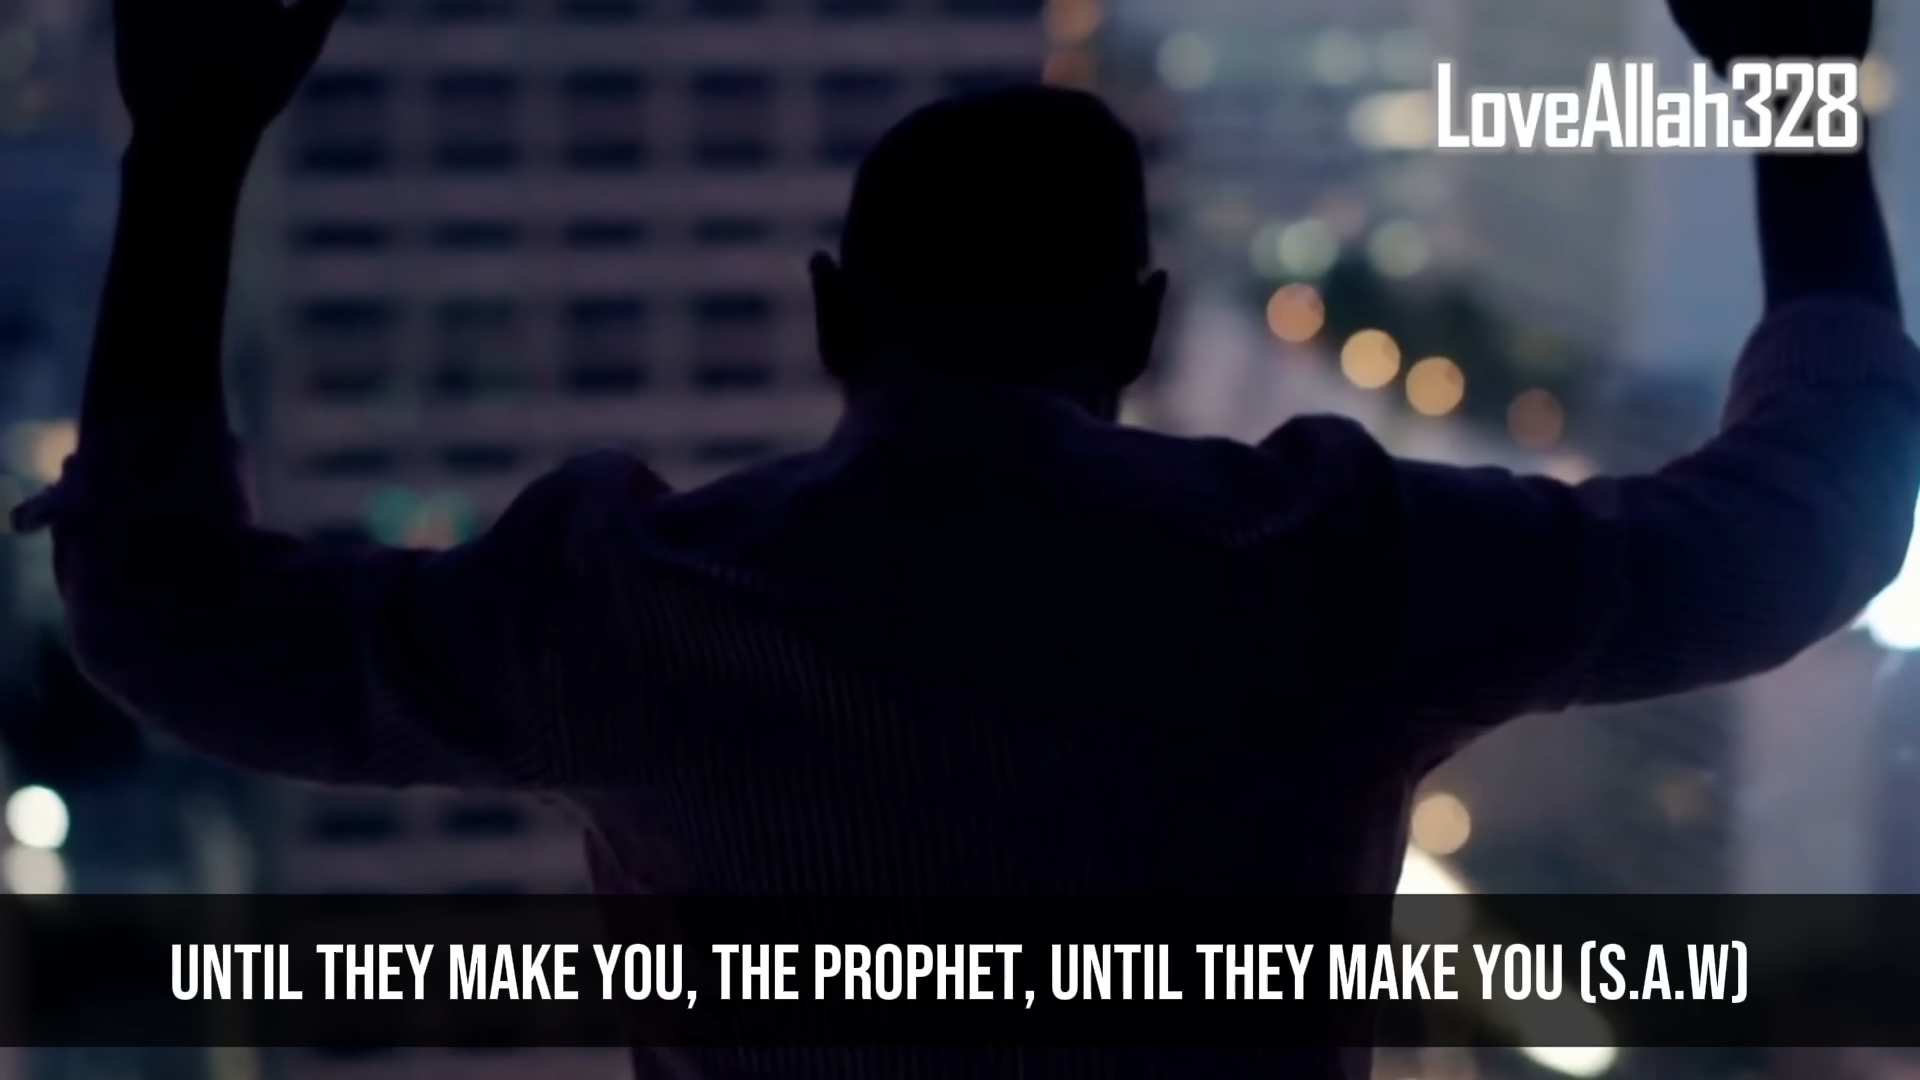 LoveAllah328
UNTIL THEY MAKE YOU, THE PROPHET, UNTIL THEY MAKE YOU (S.A.W)